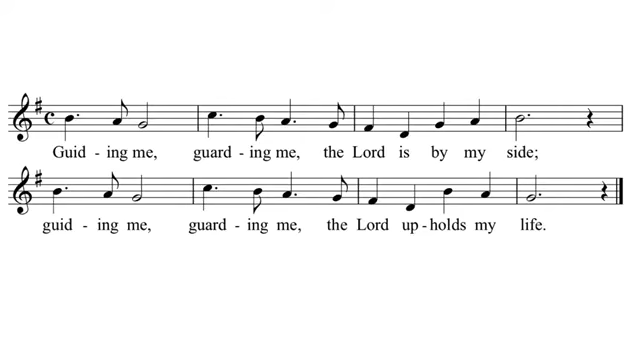 Guid - ing me, guard - ing me, the Lord is by my side;
guid - ing me, guard - ing me, the Lord up - holds my life.